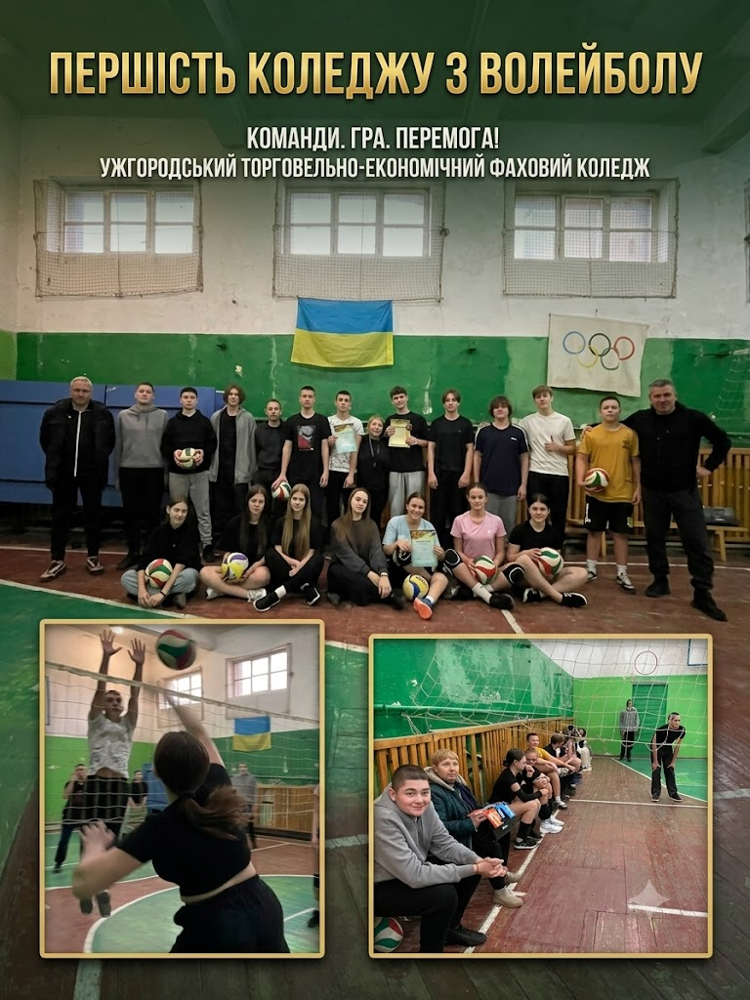 ПЕРШІСТЬ КОЛЕДЖУ З ВОЛЕЙБОЛУ
КОМАНДИ. ГРА. ПЕРЕМОГА!
УЖГОРОДСЬКИЙ ТОРГОВЕЛЬНО-ЕКОНОМІЧНИЙ ФАХОВИЙ КОЛЕДЖ